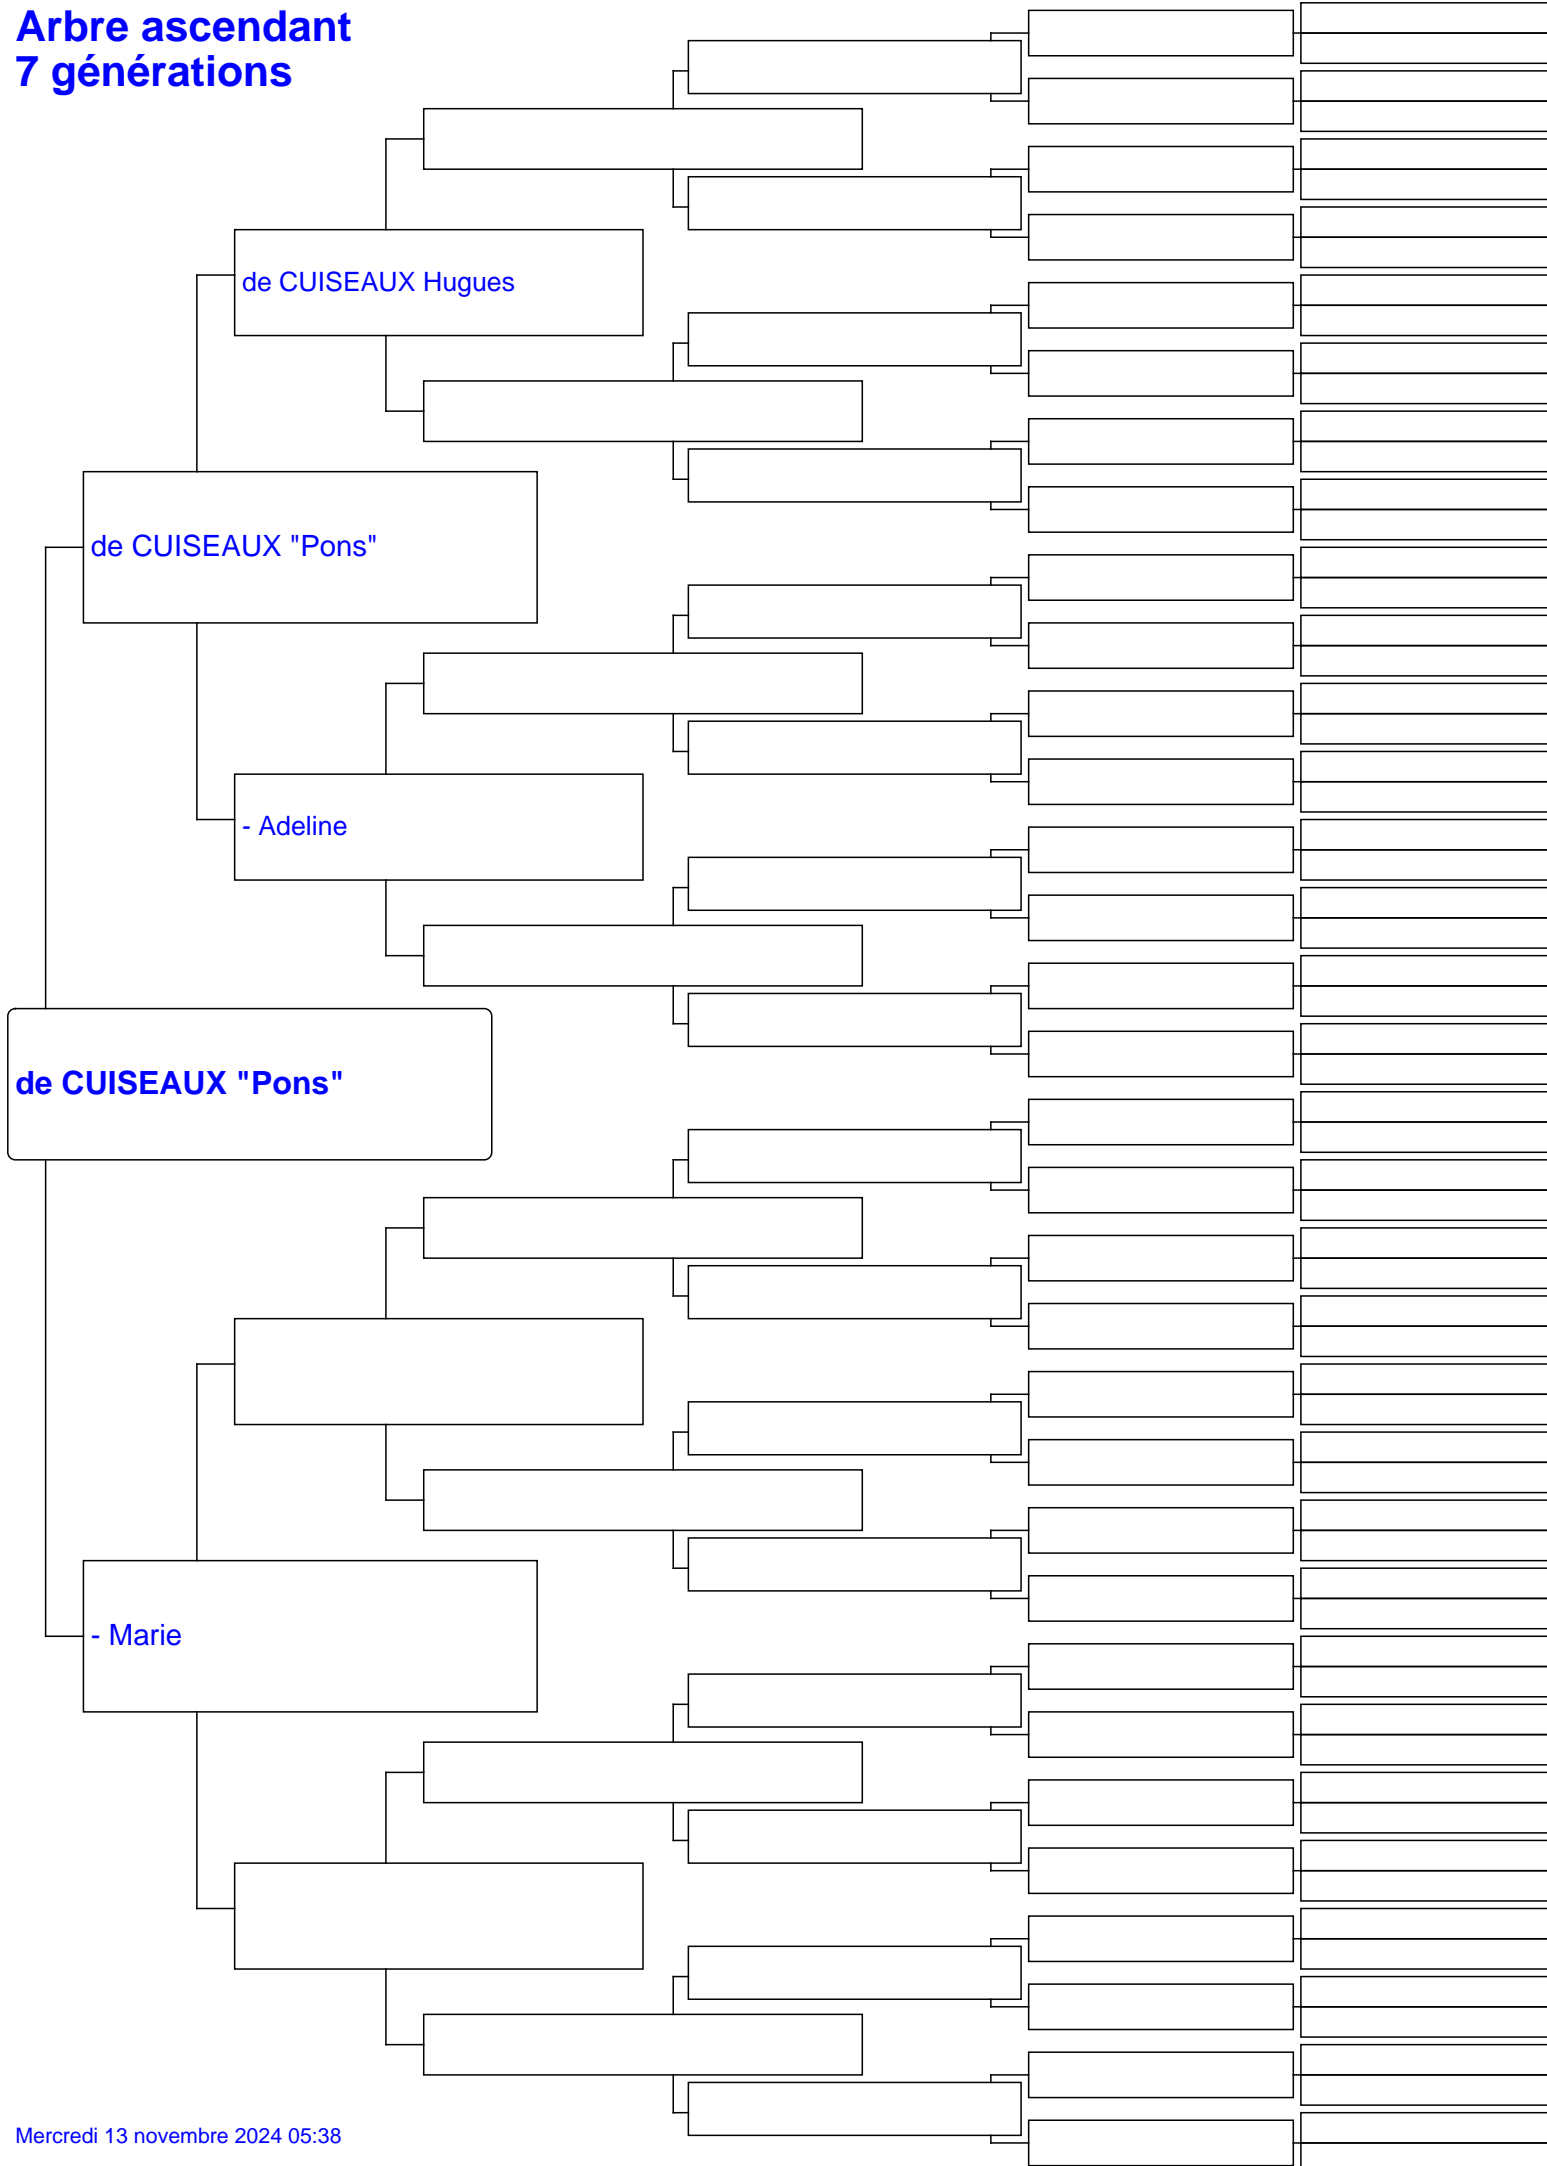 Arbre ascendant
7 générations
de CUISEAUX Hugues
de CUISEAUX "Pons"
- Adeline
de CUISEAUX "Pons"
- Marie
Mercredi 13 novembre 2024 05:38